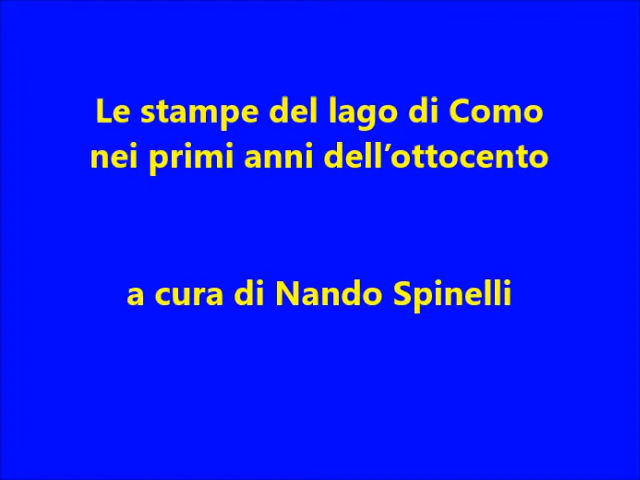 Le stampe del lago di Como
nei primi anni dell’ottocento
a cura di Nando Spinelli